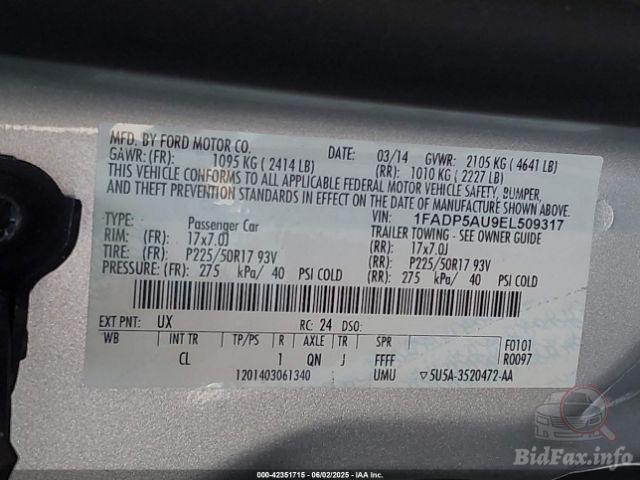 MFD. BY FORD MOTOR CO. DATE: 03/14 GVWR: 2105 KG ( 4641 LB)
GAWR: (FR): 1095 KG ( 2414 LB) (RR): 1010 KG ( 2227 LB)
THIS VEHICLE CONFORMS TO ALL APPLICABLE FEDERAL MOTOR VEHICLE SAFETY, BUMPER,
AND THEFT PREVENTION STANDARDS IN EFFECT ON THE DATE OF MANUFACTURE SHOWN ABOVE.
VIN: 1FADP5AU9EL509317
TYPE: Passenger Car TRAILER TOWING - SEE OWNER GUIDE
RIM: (FR): 17x7.0J (RR): 17x7.0J
TIRE: (FR): P225/50R17 93V (RR): P225/50R17 93V
PRESSURE: (FR): 275 kPa/ 40 PSI COLD (RR): 275 kPa/ 40 PSI COLD
EXT PNT: UX RC: 24 DSO:
WB INT TR TP/PS R AXLE TR SPR F0101
CL 1 QN J FFFF R0097
1201403061340 UMU ▽5U5A-3520472-AA
BidFax.info
000-42351715 - 06/02/2025 - IAA Inc.